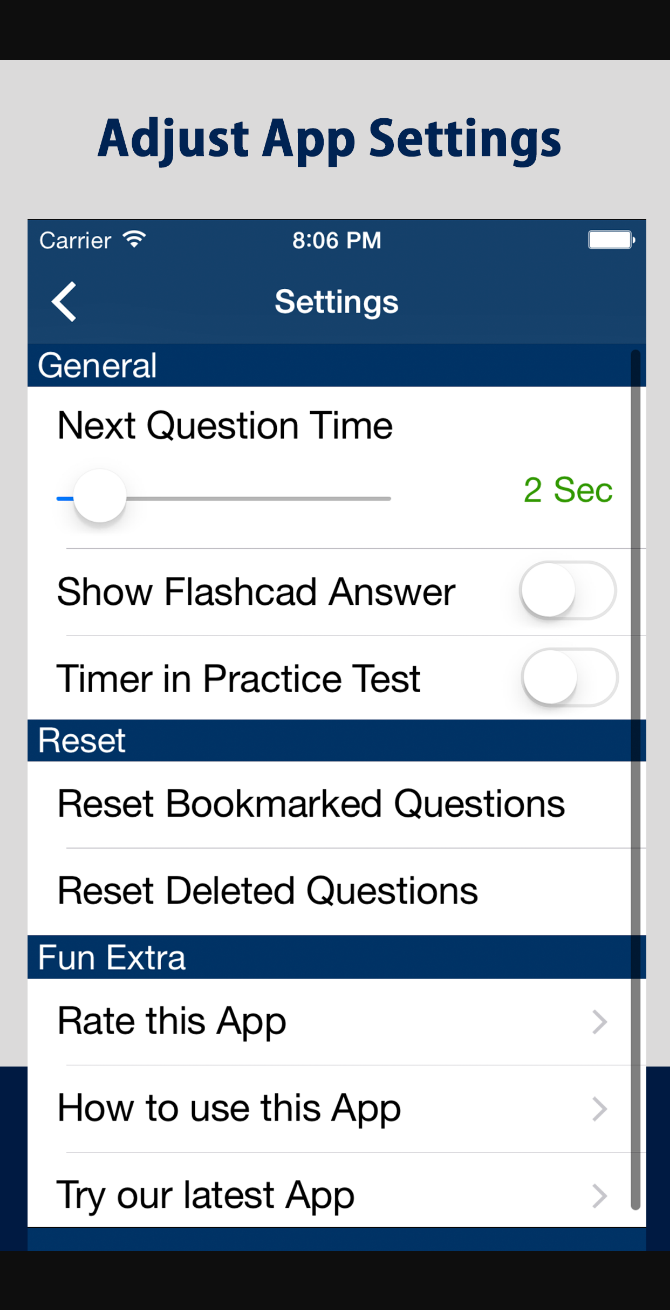 Adjust App Settings
Carrier 8:06 PM
Settings
General
Next Question Time
2 Sec
Show Flashcad Answer
Timer in Practice Test
Reset
Reset Bookmarked Questions
Reset Deleted Questions
Fun Extra
Rate this App
How to use this App
Try our latest App